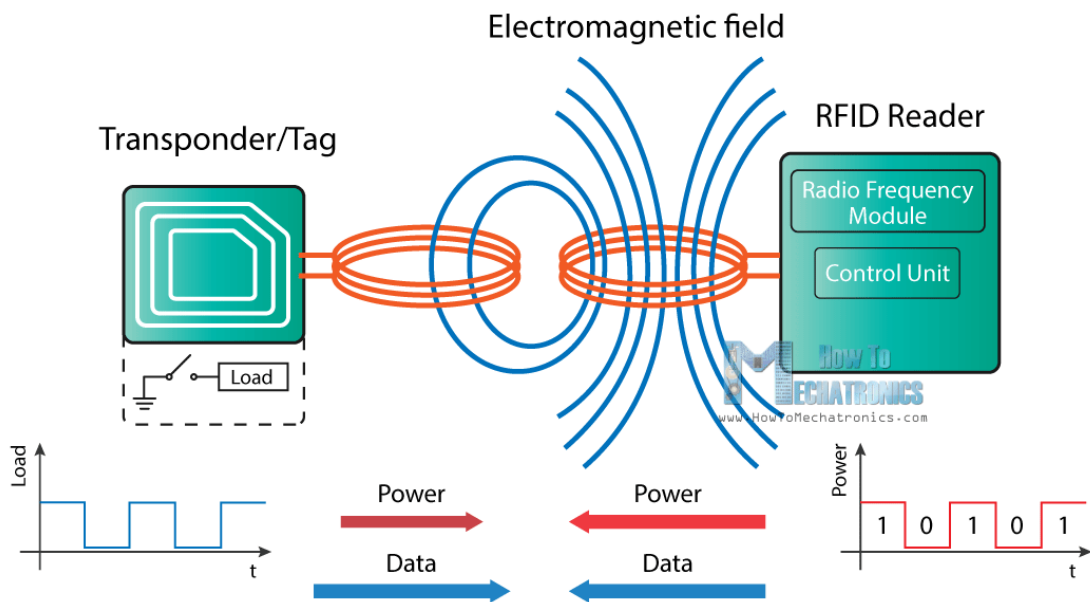 Electromagnetic field
Transponder/Tag
RFID Reader
Radio Frequency
Module
Control Unit
Load
How To
Mechatronics
www.HowToMechatronics.com
Load
t
Power
Power
Data
Data
Power
1 0 1 0 1
t